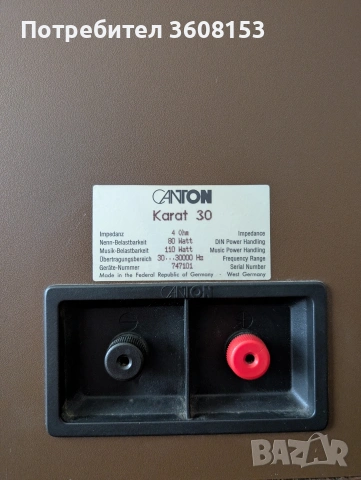 Потребител 3608153
CANTON
Karat 30
Impedanz 4 Ohm Impedance
Nenn-Belastbarkeit 80 Watt DIN Power Handling
Musik-Belastbarkeit 110 Watt Music Power Handling
Übertragungsbereich 30...30000 Hz Frequency Range
Geräte-Nummer 747101 Serial Number
Made in the Federal Republic of Germany - West Germany
CANTON
BAZAR